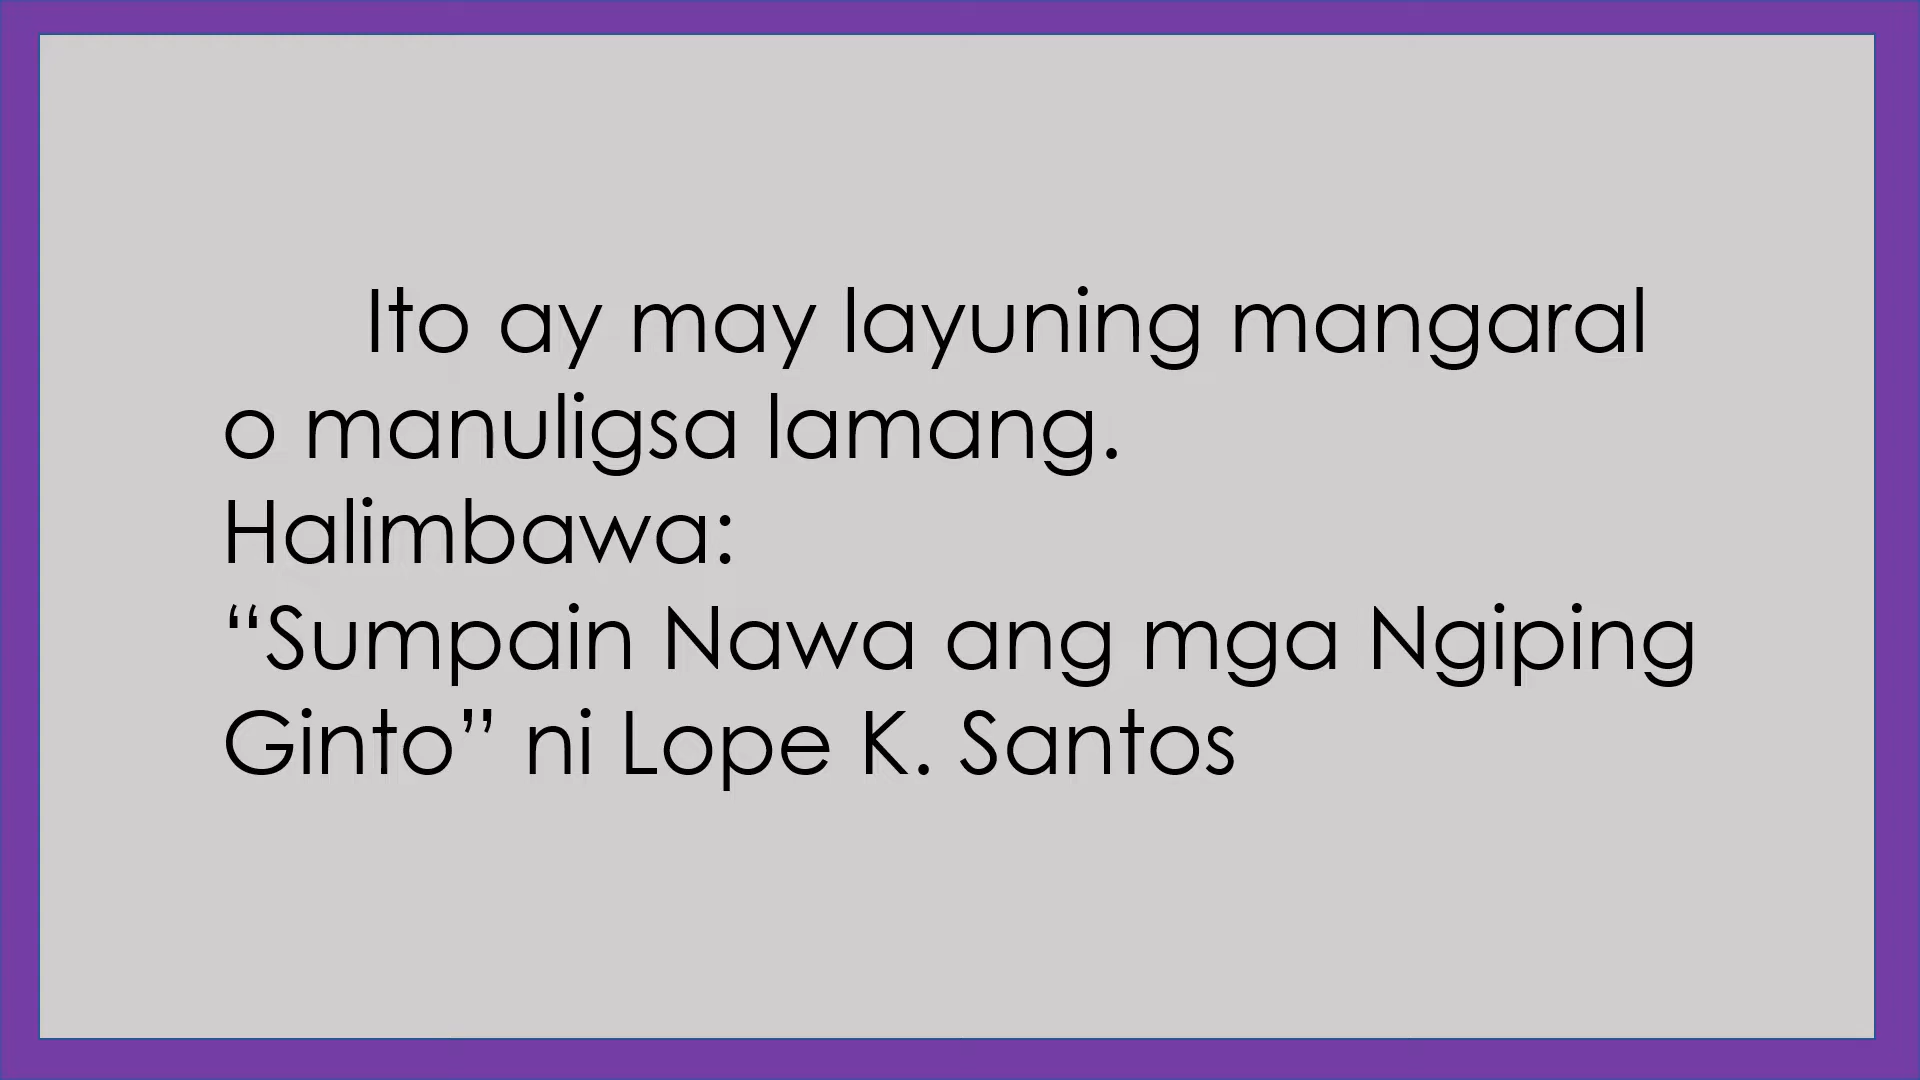 Ito ay may layuning mangaral
o manuligsa lamang.
Halimbawa:
“Sumpain Nawa ang mga Ngiping
Ginto” ni Lope K. Santos